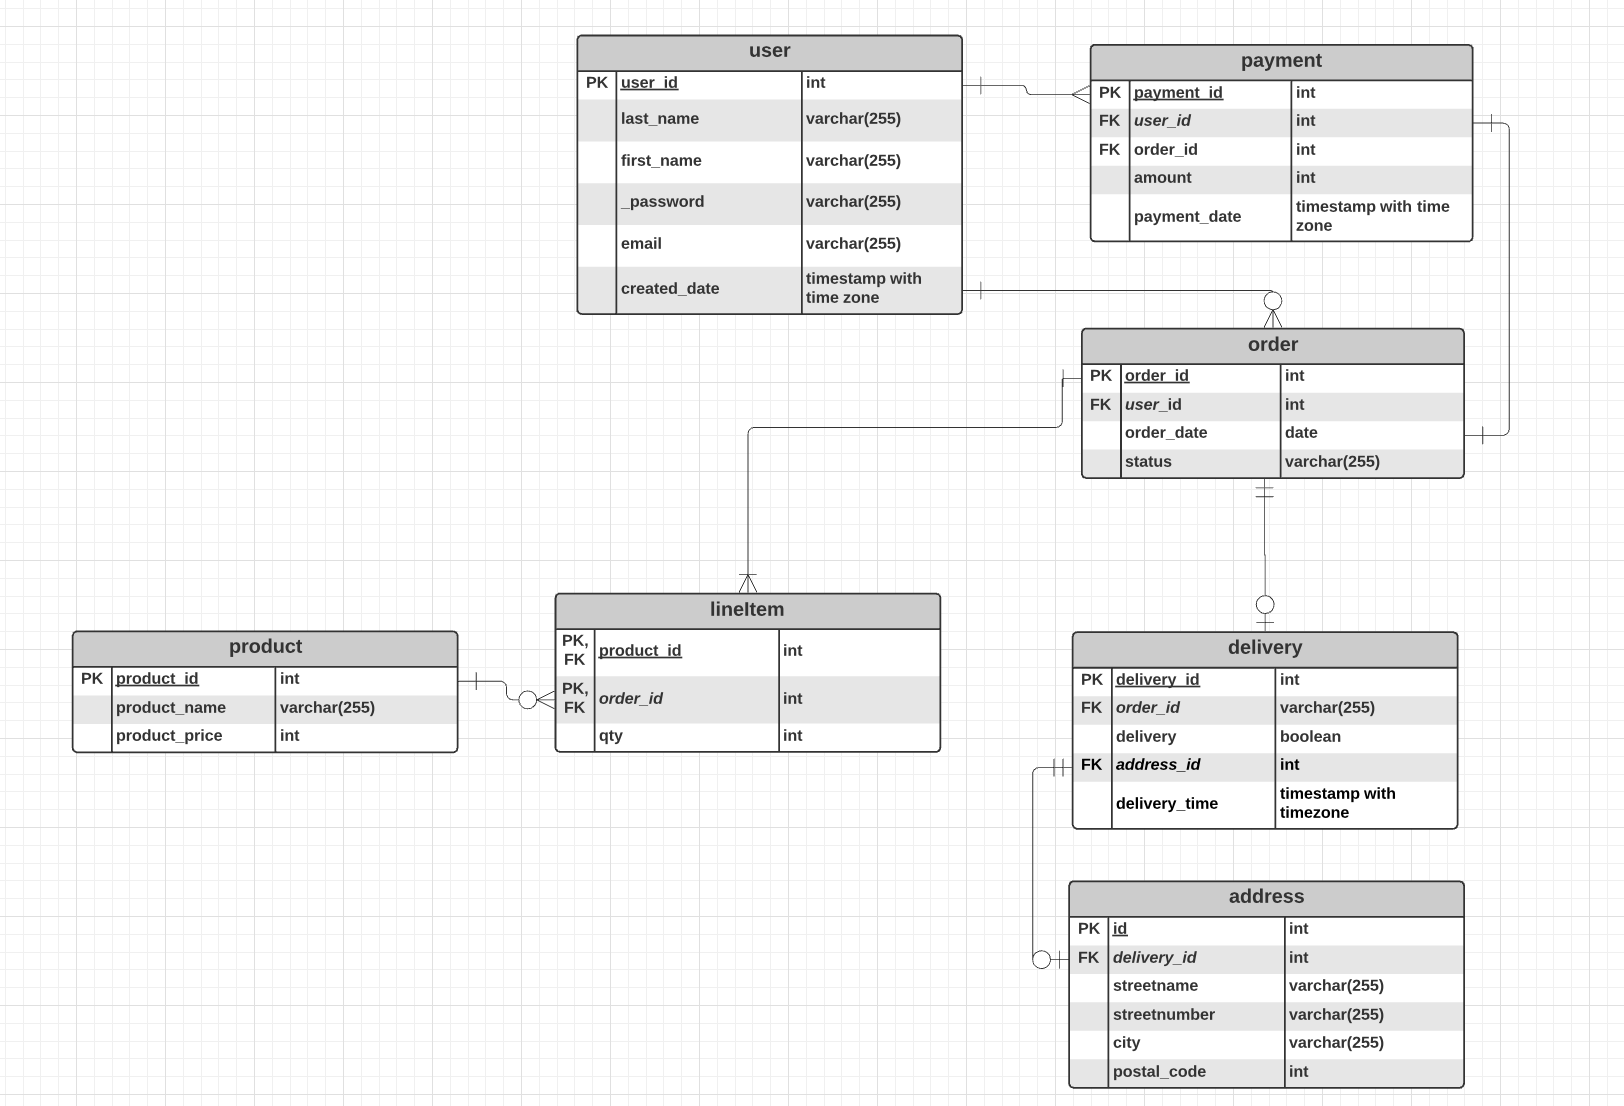 user
PK user_id int
last_name varchar(255)
first_name varchar(255)
_password varchar(255)
email varchar(255)
created_date timestamp with
time zone
payment
PK payment_id int
FK user_id int
FK order_id int
amount int
payment_date timestamp with time
zone
order
PK order_id int
FK user_id int
order_date date
status varchar(255)
product
PK product_id int
product_name varchar(255)
product_price int
lineItem
PK,
FK product_id int
PK,
FK order_id int
qty int
delivery
PK delivery_id int
FK order_id varchar(255)
delivery boolean
FK address_id int
delivery_time timestamp with
timezone
address
PK id int
FK delivery_id int
streetname varchar(255)
streetnumber varchar(255)
city varchar(255)
postal_code int